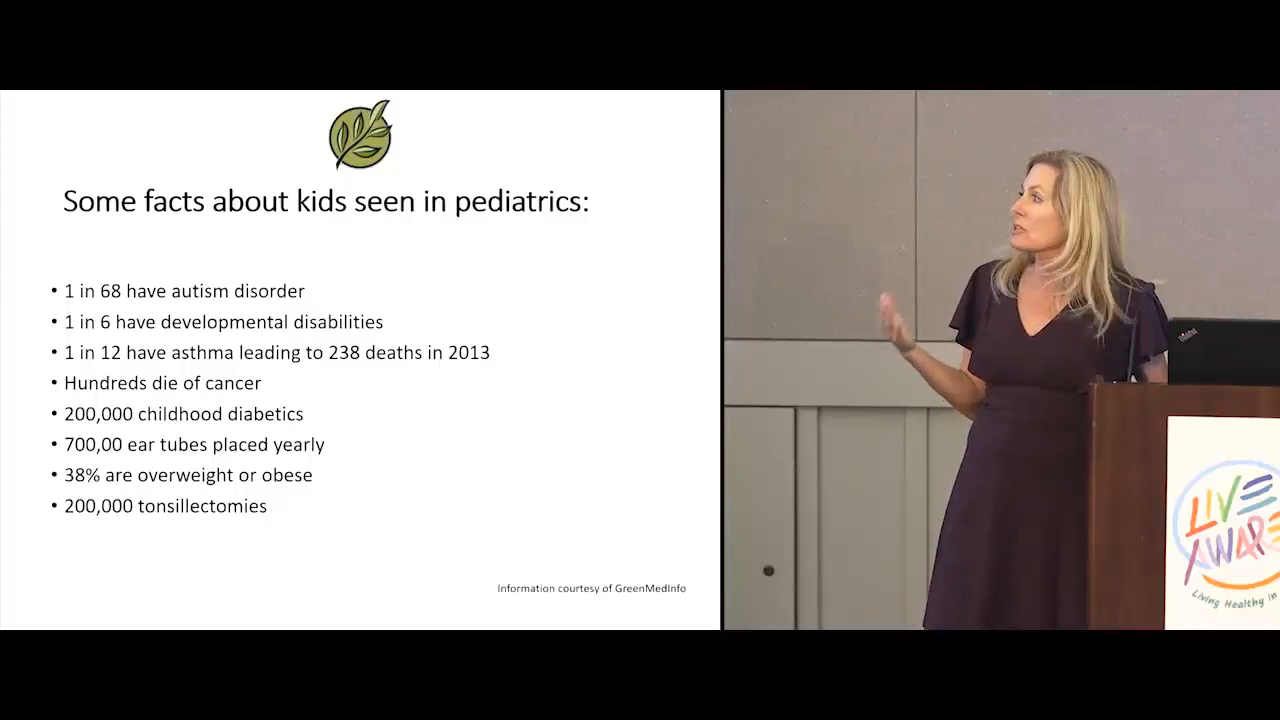 Some facts about kids seen in pediatrics:
• 1 in 68 have autism disorder
• 1 in 6 have developmental disabilities
• 1 in 12 have asthma leading to 238 deaths in 2013
• Hundreds die of cancer
• 200,000 childhood diabetics
• 700,00 ear tubes placed yearly
• 38% are overweight or obese
• 200,000 tonsillectomies
Information courtesy of GreenMedInfo
LIVE
AWARE
Living Healthy in